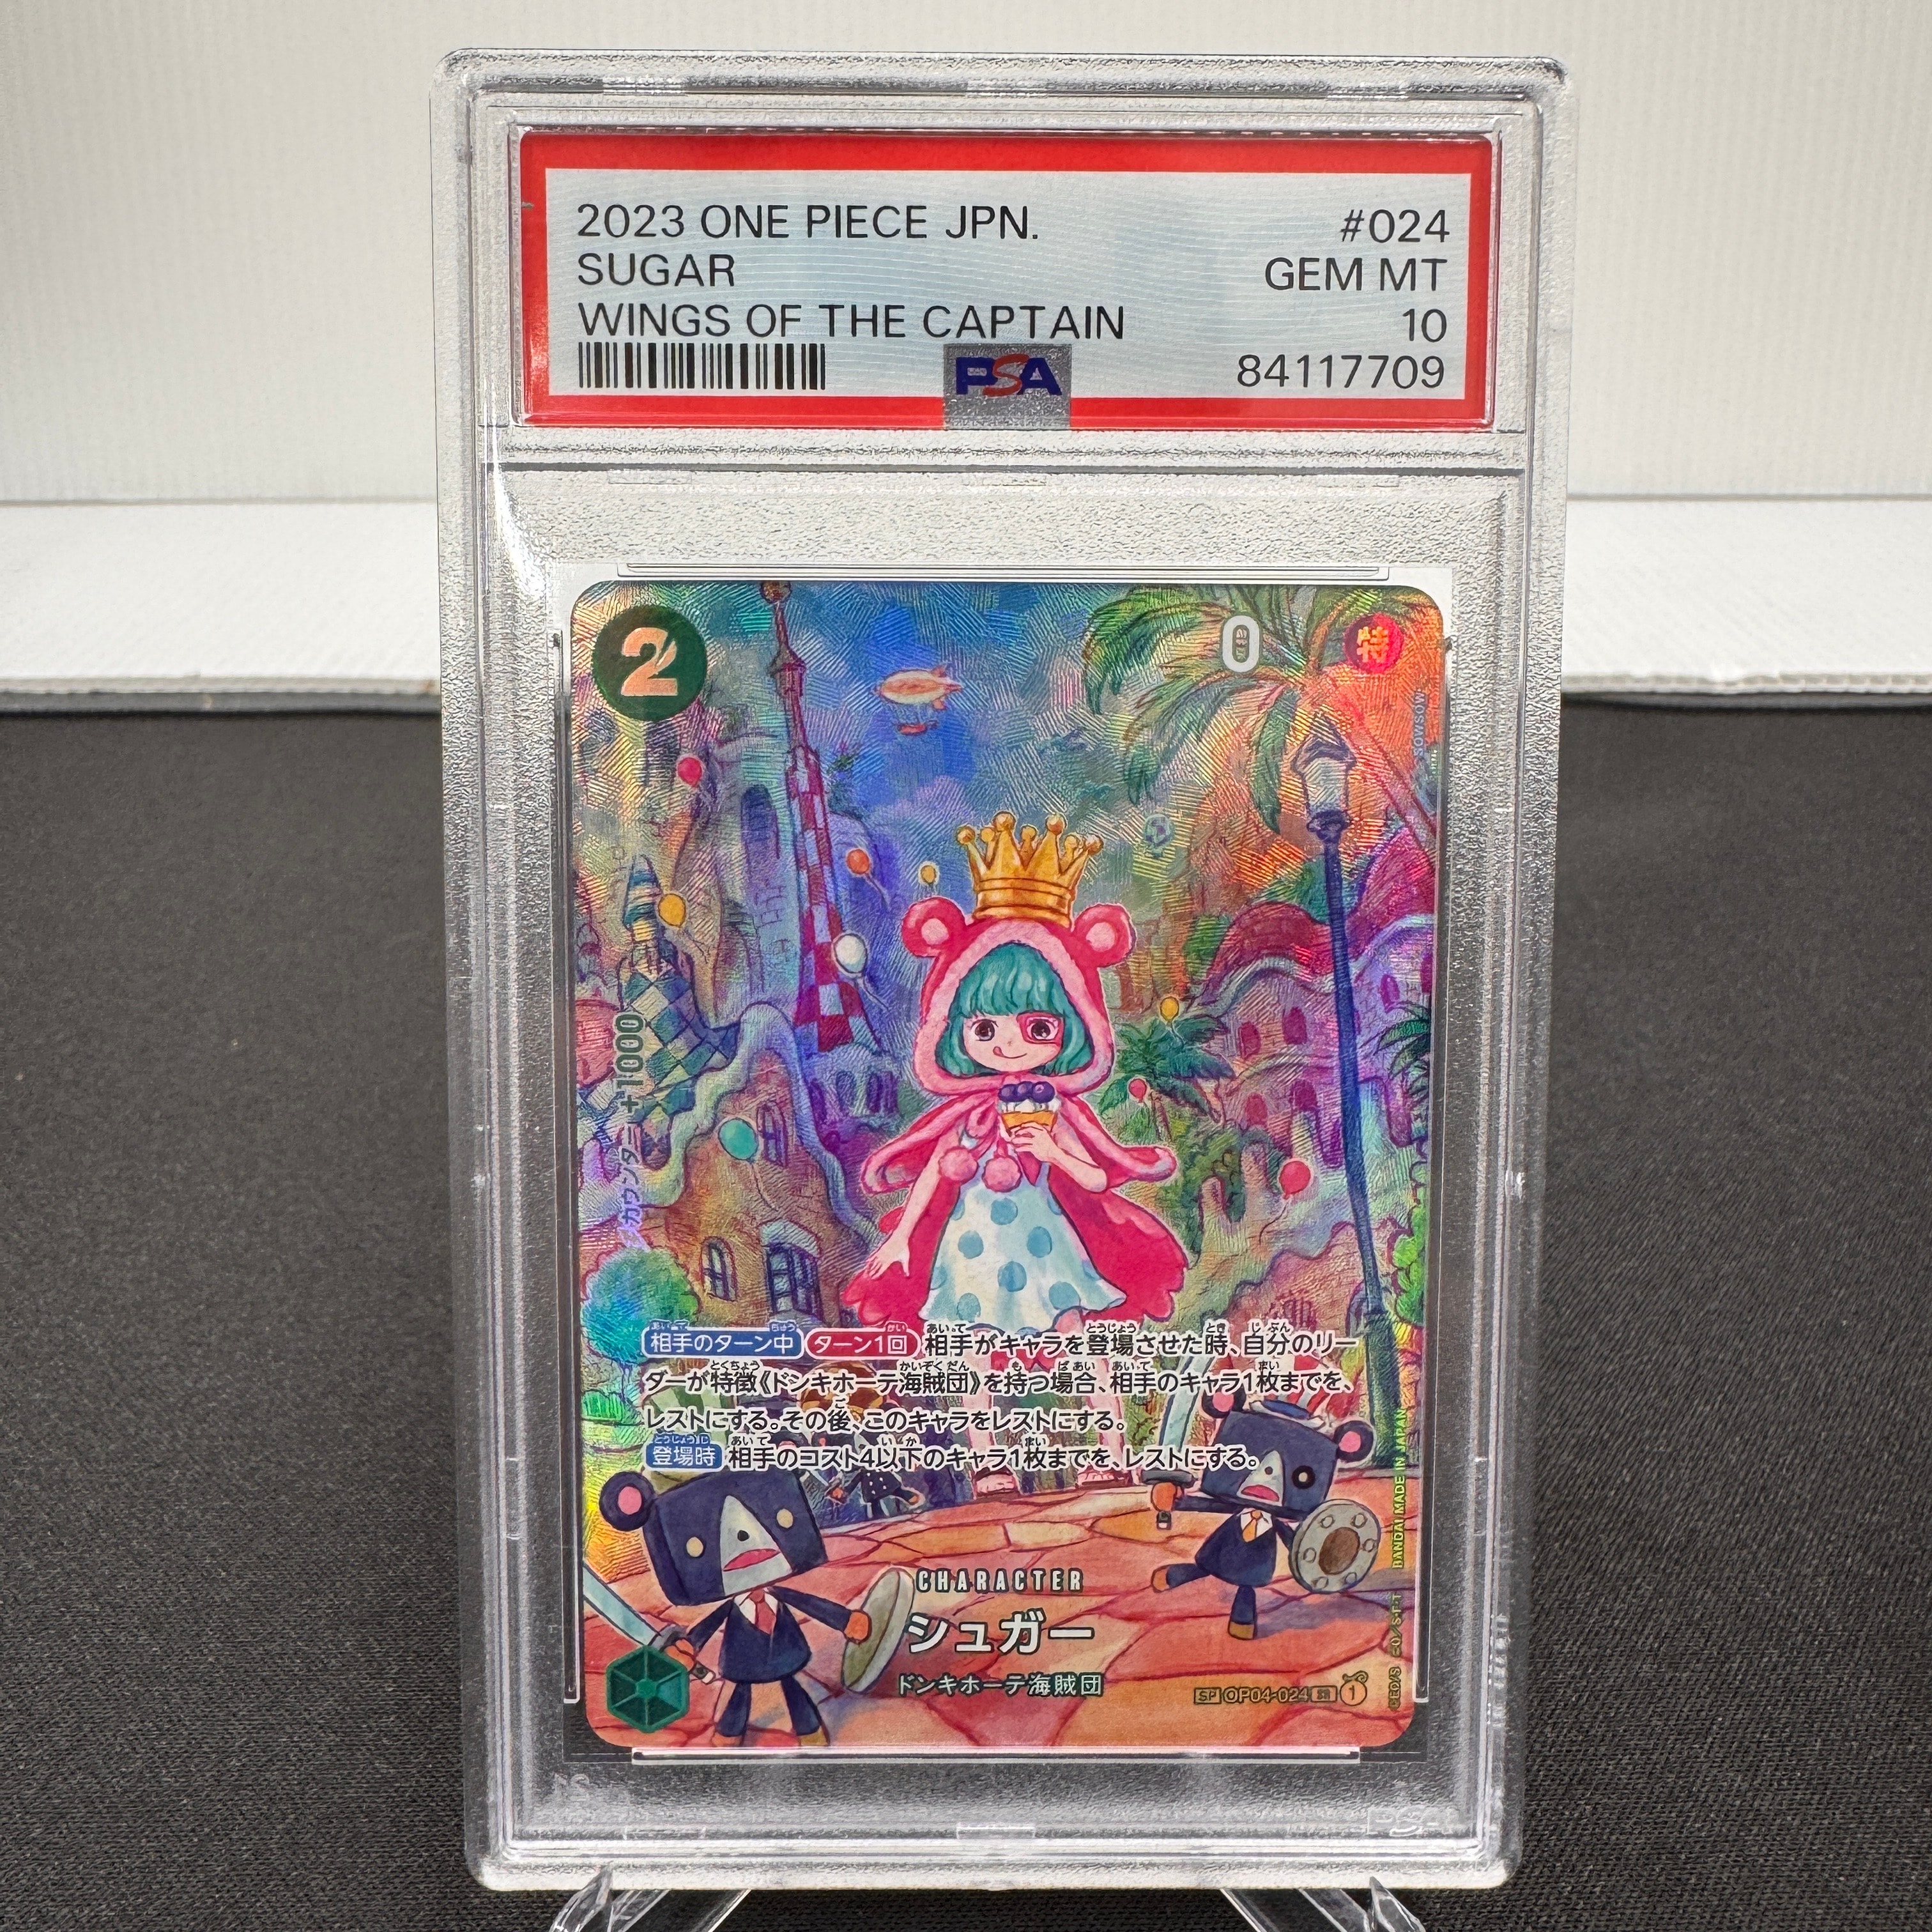 2023 ONE PIECE JPN. #024
SUGAR GEM MT
WINGS OF THE CAPTAIN 10
PSA 84117709
2 0 特
SOWSOW
カウンター +1000
相手のターン中 ターン1回 相手がキャラを登場させた時、自分のリー
ダーが特徴《ドンキホーテ海賊団》を持つ場合、相手のキャラ1枚までを、
レストにする。その後、このキャラをレストにする。
登場時 相手のコスト4以下のキャラ1枚までを、レストにする。
CHARACTER
シュガー
ドンキホーテ海賊団
SP OP04-024 SR 1
BANDAI MADE IN JAPAN